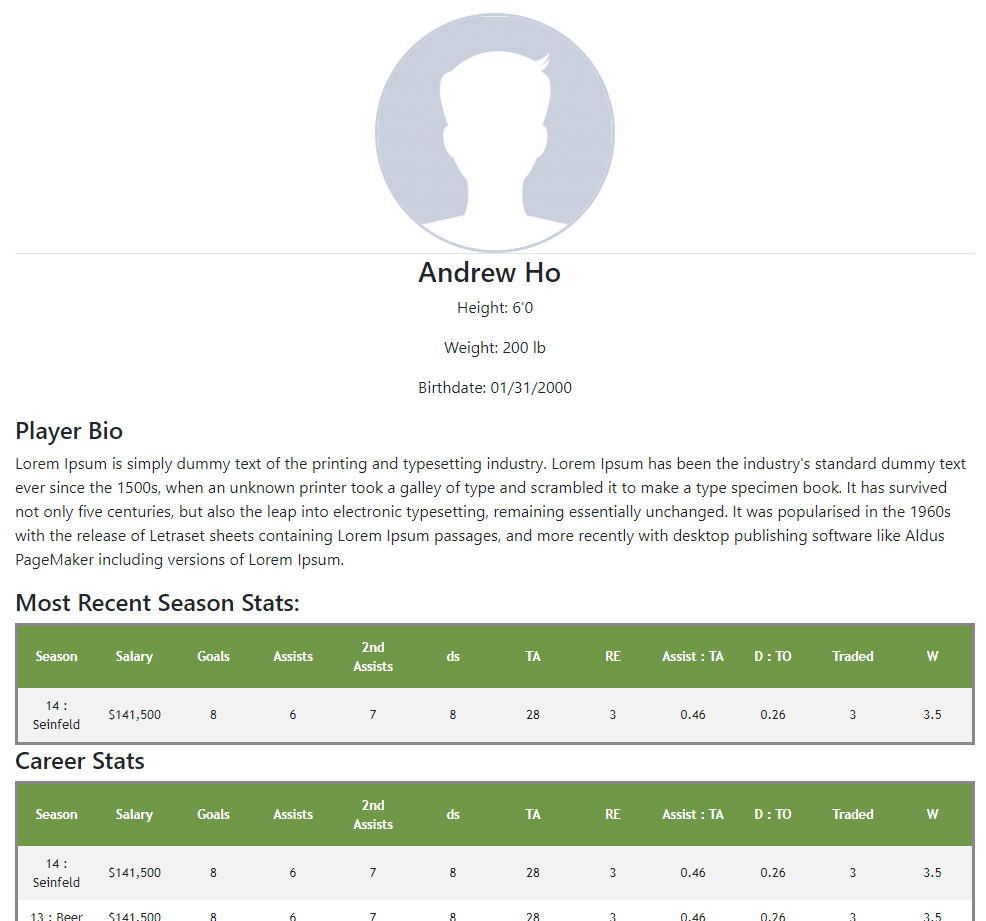 Andrew Ho
Height: 6'0
Weight: 200 lb
Birthdate: 01/31/2000
Player Bio
Lorem Ipsum is simply dummy text of the printing and typesetting industry. Lorem Ipsum has been the industry's standard dummy text
ever since the 1500s, when an unknown printer took a galley of type and scrambled it to make a type specimen book. It has survived
not only five centuries, but also the leap into electronic typesetting, remaining essentially unchanged. It was popularised in the 1960s
with the release of Letraset sheets containing Lorem Ipsum passages, and more recently with desktop publishing software like Aldus
PageMaker including versions of Lorem Ipsum.
Most Recent Season Stats:
Season Salary Goals Assists 2nd Assists ds TA RE Assist : TA D : TO Traded W
14 : Seinfeld $141,500 8 6 7 8 28 3 0.46 0.26 3 3.5
Career Stats
Season Salary Goals Assists 2nd Assists ds TA RE Assist : TA D : TO Traded W
14 : Seinfeld $141,500 8 6 7 8 28 3 0.46 0.26 3 3.5
13 : Beer $141,500 8 6 7 8 28 3 0.46 0.26 3 3.5